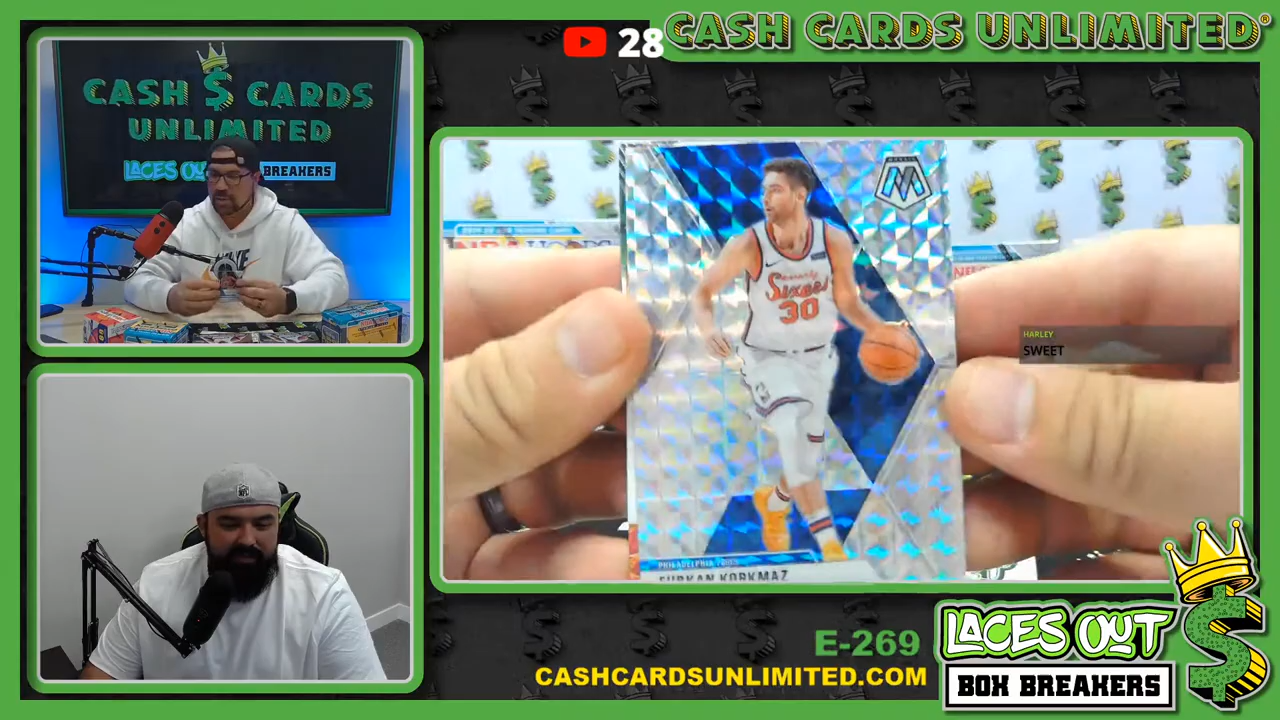 28
CASH CARDS UNLIMITED®
CASH $ CARDS
UNLIMITED
LACES OUT
BREAKERS
MOSAIC
Sixers
30
HARLEY
SWEET
PHILADELPHIA 76ERS
FURKAN KORKMAZ
E-269
CASHCARDSUNLIMITED.COM
LACES OUT
BOX BREAKERS